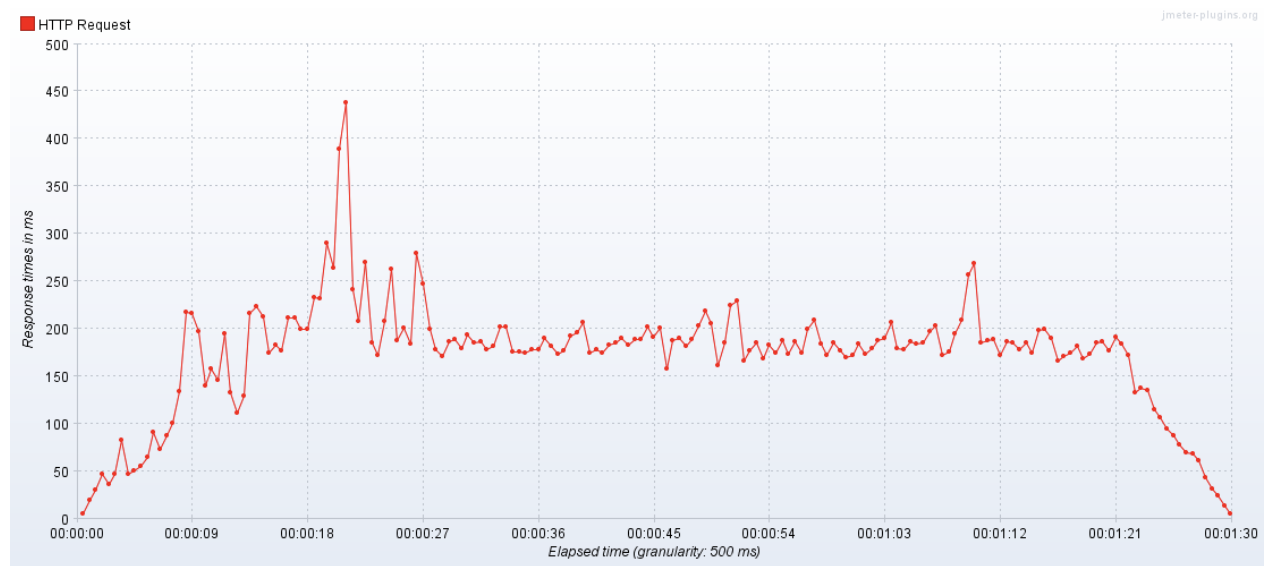 jmeter-plugins.org
HTTP Request
500
450
400
350
300
250
200
150
100
50
0
Response times in ms
00:00:00 00:00:09 00:00:18 00:00:27 00:00:36 00:00:45 00:00:54 00:01:03 00:01:12 00:01:21 00:01:30
Elapsed time (granularity: 500 ms)